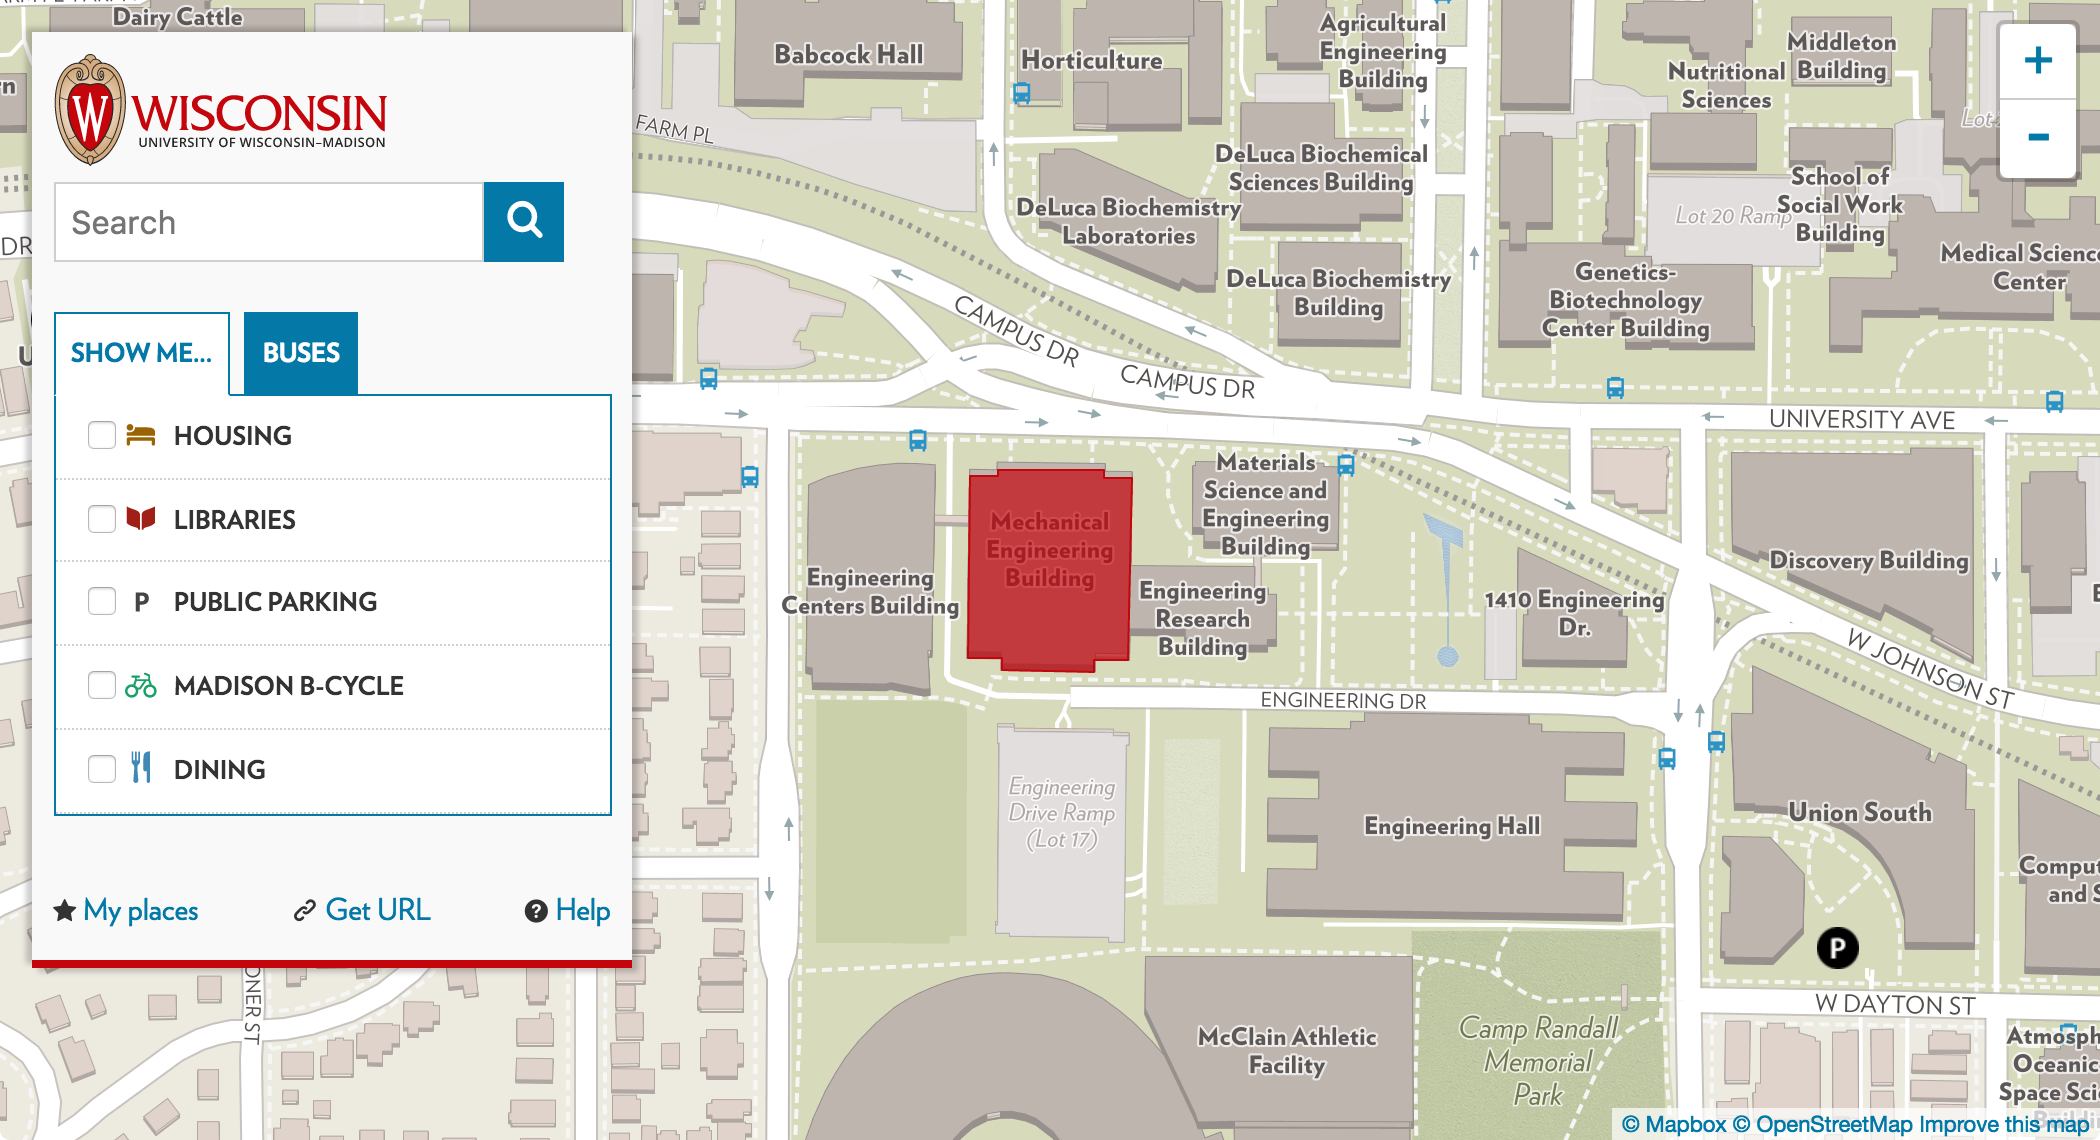 Dairy Cattle
WISCONSIN
UNIVERSITY OF WISCONSIN–MADISON
Search
SHOW ME...
BUSES
HOUSING
LIBRARIES
P
PUBLIC PARKING
MADISON B-CYCLE
DINING
My places
Get URL
? Help
DR
FARM PL
Babcock Hall
Horticulture
Agricultural
Engineering
Building
Nutritional
Sciences
Middleton
Building
+
-
DeLuca Biochemical
Sciences Building
DeLuca Biochemistry
Laboratories
DeLuca Biochemistry
Building
Lot 20 Ramp
School of
Social Work
Building
Genetics-
Biotechnology
Center Building
Medical Science
Center
CAMPUS DR
CAMPUS DR
UNIVERSITY AVE
Mechanical
Engineering
Building
Materials
Science and
Engineering
Building
Engineering
Centers Building
Engineering
Research
Building
1410 Engineering
Dr.
Discovery Building
W JOHNSON ST
ENGINEERING DR
Engineering
Drive Ramp
(Lot 17)
Engineering Hall
Union South
P
W DAYTON ST
McClain Athletic
Facility
Camp Randall
Memorial
Park
© Mapbox © OpenStreetMap Improve this map